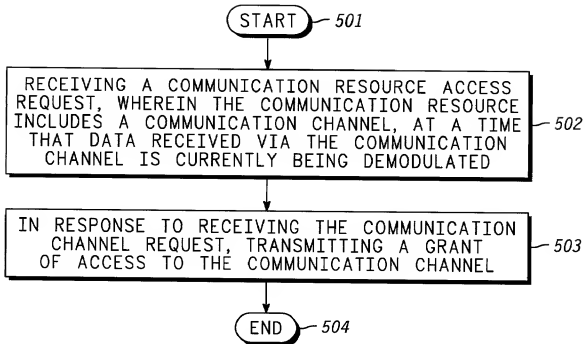 START 501
RECEIVING A COMMUNICATION RESOURCE ACCESS
REQUEST, WHEREIN THE COMMUNICATION RESOURCE
INCLUDES A COMMUNICATION CHANNEL, AT A TIME
THAT DATA RECEIVED VIA THE COMMUNICATION
CHANNEL IS CURRENTLY BEING DEMODULATED
502
IN RESPONSE TO RECEIVING THE COMMUNICATION
CHANNEL REQUEST, TRANSMITTING A GRANT
OF ACCESS TO THE COMMUNICATION CHANNEL
503
END 504